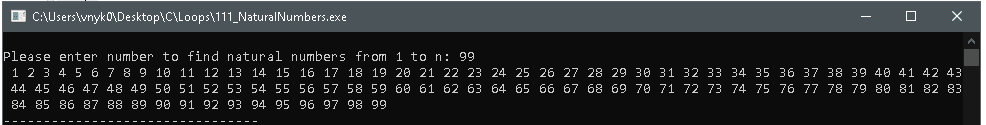 C:\Users\vnyk0\Desktop\C\Loops\111_NaturalNumbers.exe
Please enter number to find natural numbers from 1 to n: 99
1 2 3 4 5 6 7 8 9 10 11 12 13 14 15 16 17 18 19 20 21 22 23 24 25 26 27 28 29 30 31 32 33 34 35 36 37 38 39 40 41 42 43
44 45 46 47 48 49 50 51 52 53 54 55 56 57 58 59 60 61 62 63 64 65 66 67 68 69 70 71 72 73 74 75 76 77 78 79 80 81 82 83
84 85 86 87 88 89 90 91 92 93 94 95 96 97 98 99
--------------------------------